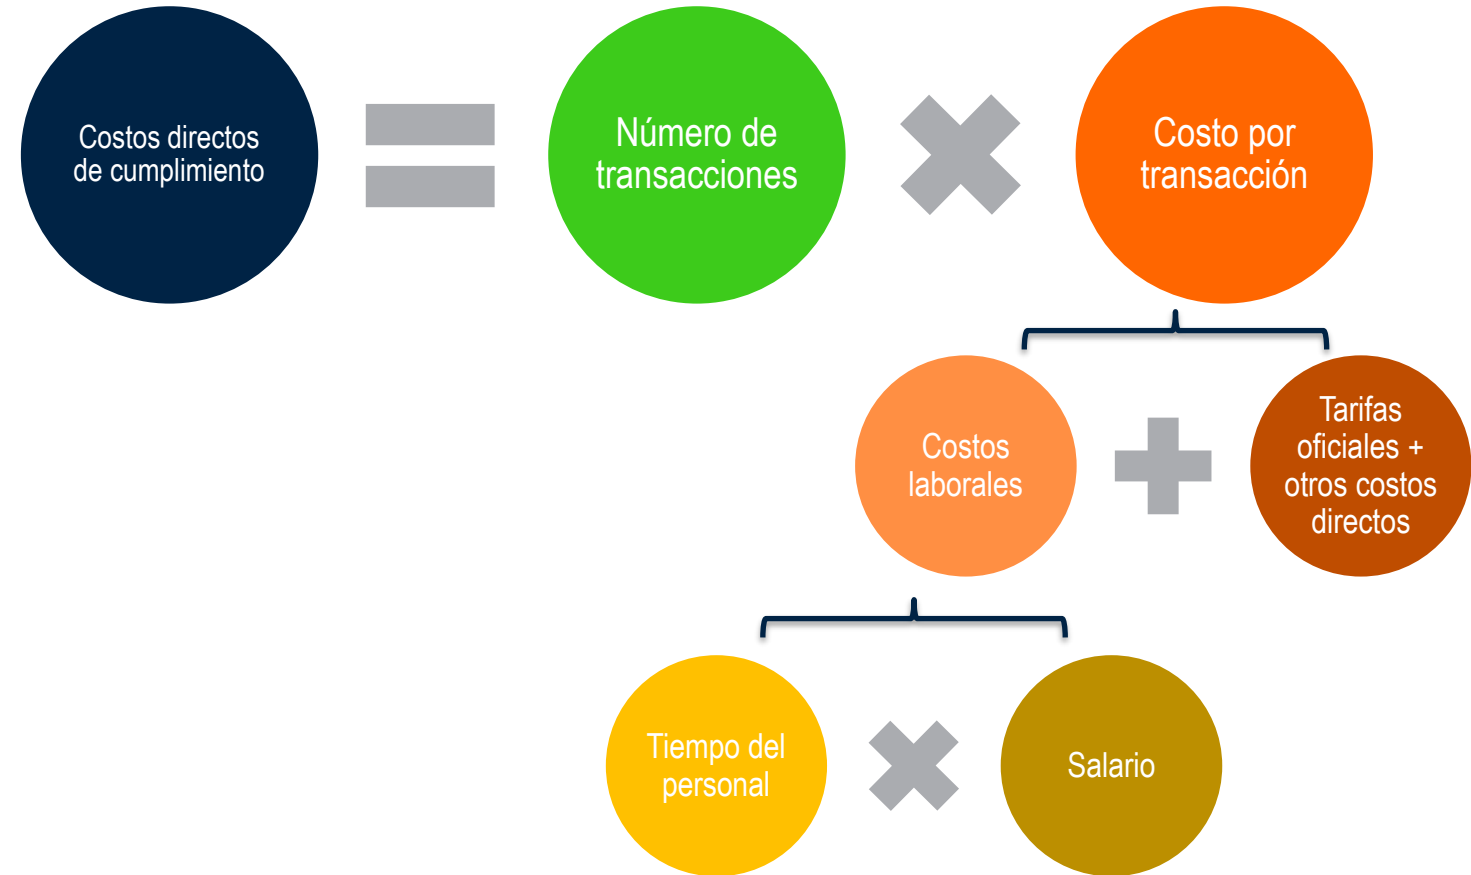 Costos directos
de cumplimiento
Número de
transacciones
Costo por
transacción
Costos
laborales
Tarifas
oficiales +
otros costos
directos
Tiempo del
personal
Salario